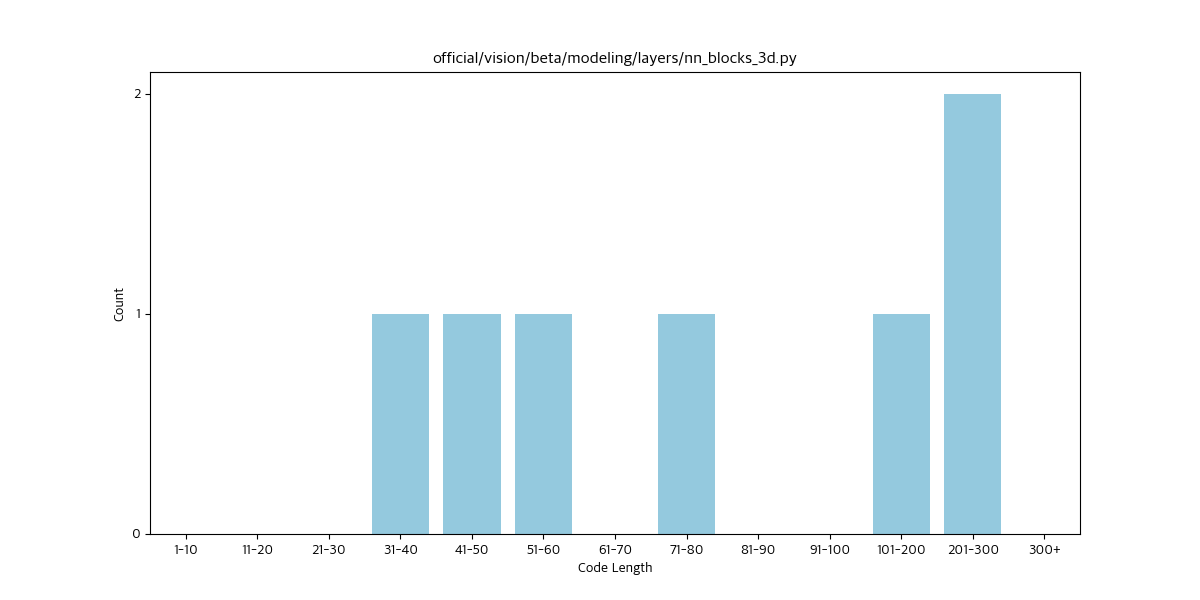 official/vision/beta/modeling/layers/nn_blocks_3d.py
2
1
0
Count
1-10 11-20 21-30 31-40 41-50 51-60 61-70 71-80 81-90 91-100 101-200 201-300 300+
Code Length